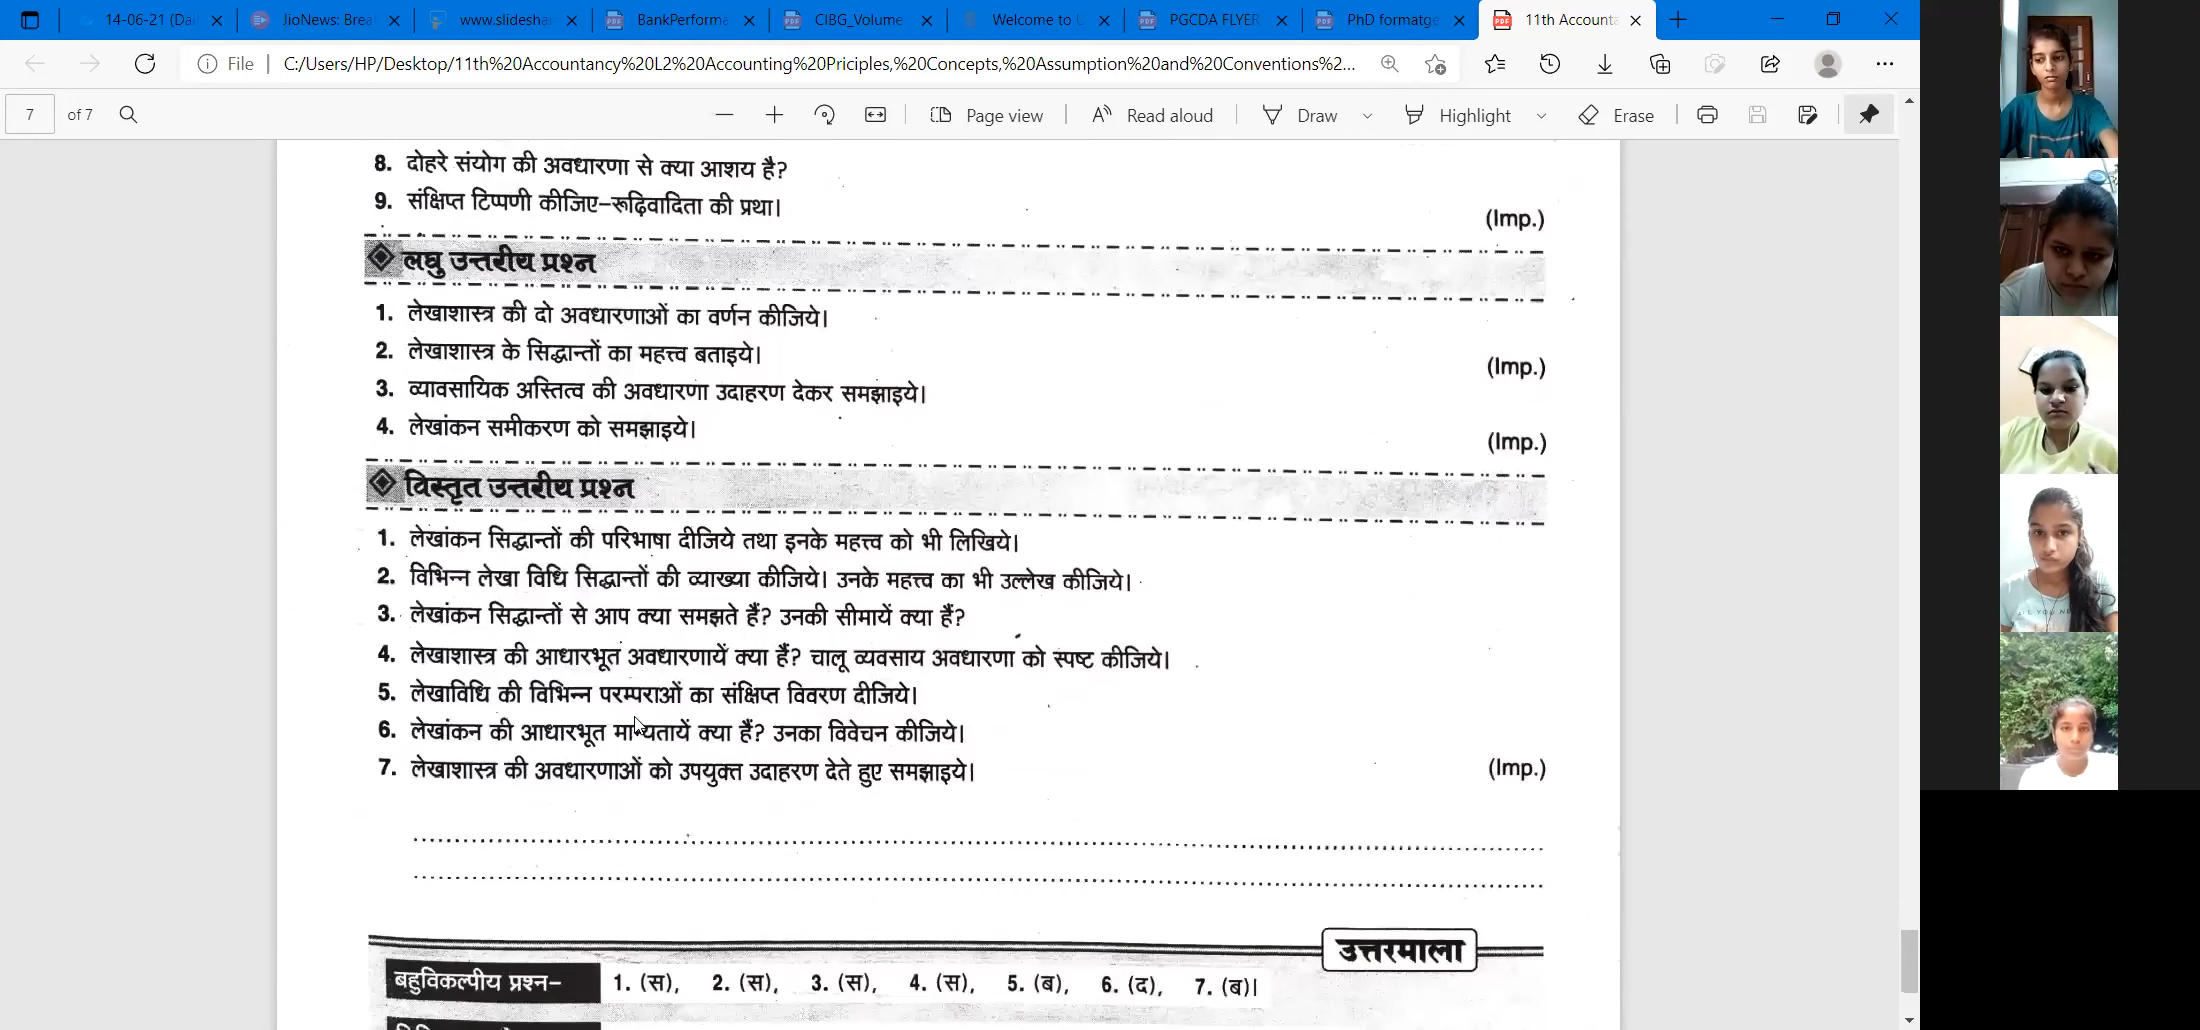 14-06-21 (Dai
JioNews: Brea
www.slidesha
BankPerforma
CIBG_Volume
Welcome to U
PGCDA FLYER
PhD formatge
11th Accounta
File
C:/Users/HP/Desktop/11th%20Accountancy%20L2%20Accounting%20Priciples,%20Concepts,%20Assumption%20and%20Conventions%2...
7 of 7
Page view
Read aloud
Draw
Highlight
Erase
8. दोहरे संयोग की अवधारणा से क्या आशय है?
9. संक्षिप्त टिप्पणी कीजिए–रूढ़िवादिता की प्रथा। (Imp.)
लघु उत्तरीय प्रश्न
1. लेखाशास्त्र की दो अवधारणाओं का वर्णन कीजिये।
2. लेखाशास्त्र के सिद्धान्तों का महत्त्व बताइये। (Imp.)
3. व्यावसायिक अस्तित्व की अवधारणा उदाहरण देकर समझाइये।
4. लेखांकन समीकरण को समझाइये। (Imp.)
विस्तृत उत्तरीय प्रश्न
1. लेखांकन सिद्धान्तों की परिभाषा दीजिये तथा इनके महत्त्व को भी लिखिये।
2. विभिन्न लेखा विधि सिद्धान्तों की व्याख्या कीजिये। उनके महत्त्व का भी उल्लेख कीजिये।
3. लेखांकन सिद्धान्तों से आप क्या समझते हैं? उनकी सीमायें क्या हैं?
4. लेखाशास्त्र की आधारभूत अवधारणायें क्या हैं? चालू व्यवसाय अवधारणा को स्पष्ट कीजिये।
5. लेखाविधि की विभिन्न परम्पराओं का संक्षिप्त विवरण दीजिये।
6. लेखांकन की आधारभूत मान्यतायें क्या हैं? उनका विवेचन कीजिये।
7. लेखाशास्त्र की अवधारणाओं को उपयुक्त उदाहरण देते हुए समझाइये। (Imp.)
उत्तरमाला
बहुविकल्पीय प्रश्न– 1. (स), 2. (स), 3. (स), 4. (स), 5. (ब), 6. (द), 7. (ब)।